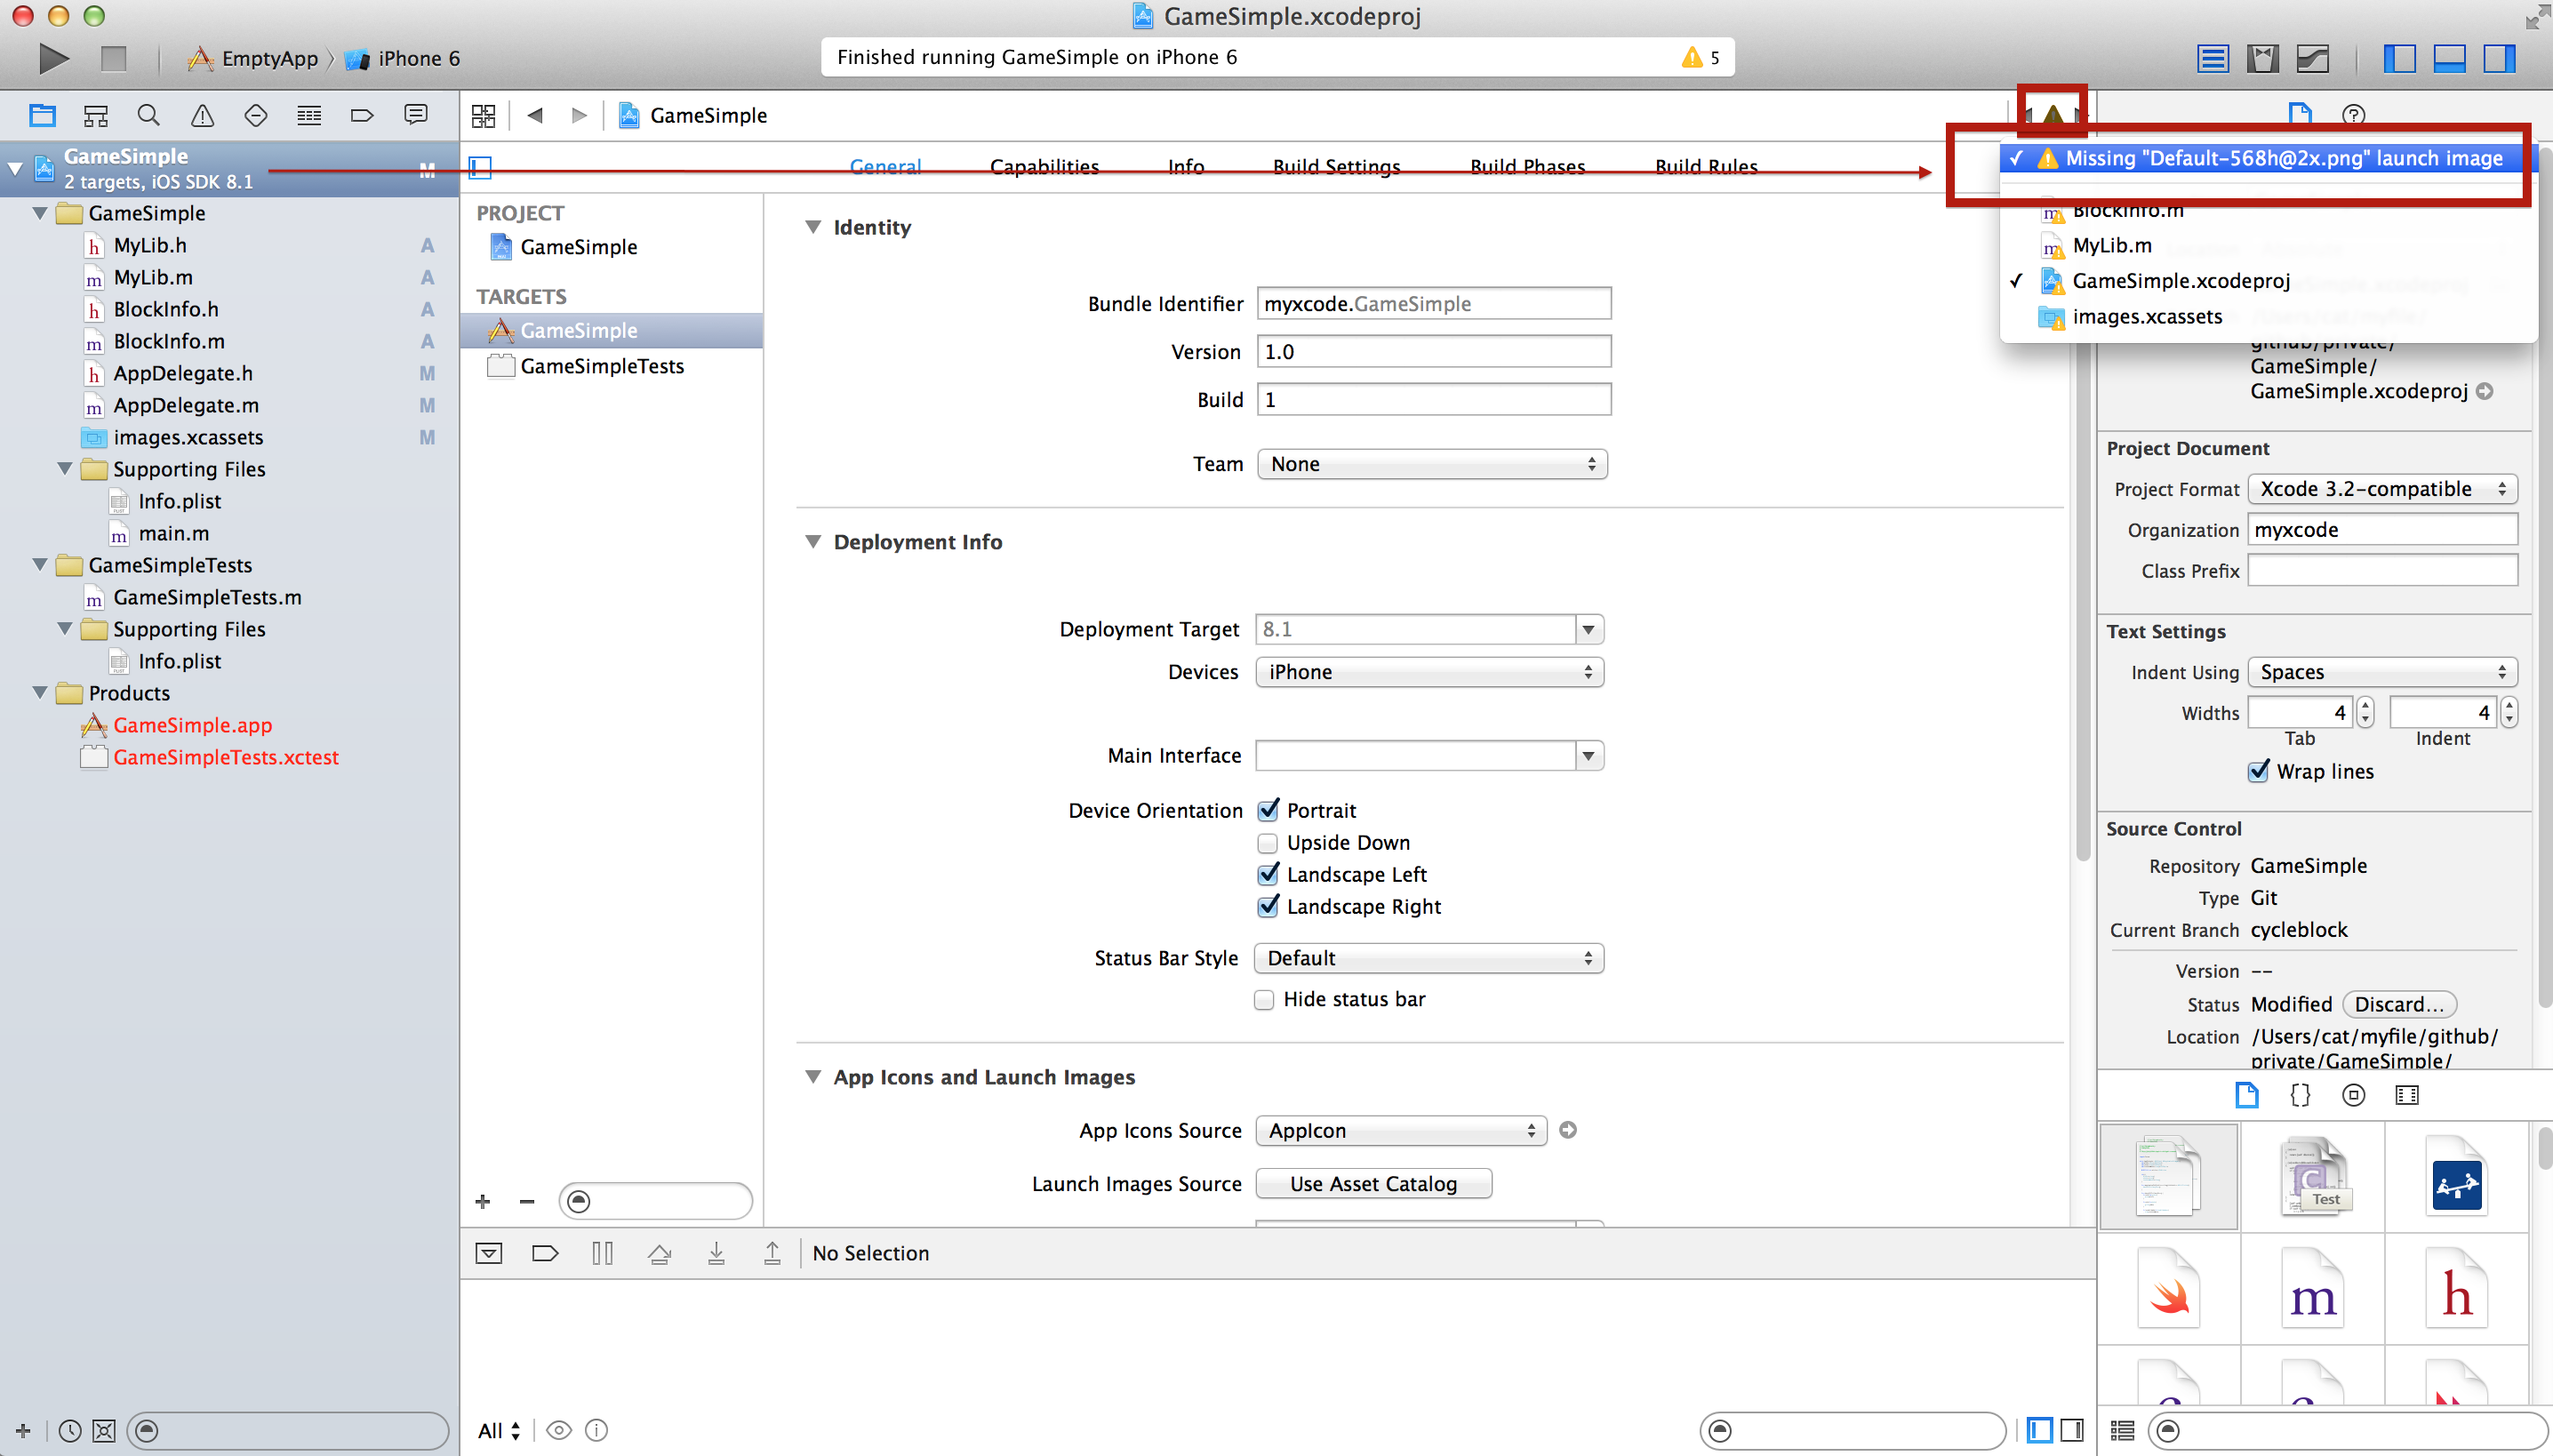 GameSimple.xcodeproj
EmptyApp
iPhone 6
Finished running GameSimple on iPhone 6
5
GameSimple
GameSimple
2 targets, iOS SDK 8.1
M
GameSimple
MyLib.h
A
MyLib.m
A
BlockInfo.h
A
BlockInfo.m
A
AppDelegate.h
M
AppDelegate.m
M
images.xcassets
M
Supporting Files
Info.plist
main.m
GameSimpleTests
GameSimpleTests.m
Supporting Files
Info.plist
Products
GameSimple.app
GameSimpleTests.xctest
General
Capabilities
Info
Build Settings
Build Phases
Build Rules
PROJECT
GameSimple
TARGETS
GameSimple
GameSimpleTests
Identity
Bundle Identifier
myxcode.GameSimple
Version
1.0
Build
1
Team
None
Deployment Info
Deployment Target
8.1
Devices
iPhone
Main Interface
Device Orientation
Portrait
Upside Down
Landscape Left
Landscape Right
Status Bar Style
Default
Hide status bar
App Icons and Launch Images
App Icons Source
AppIcon
Launch Images Source
Use Asset Catalog
No Selection
All
Missing "Default-568h@2x.png" launch image
BlockInfo.m
MyLib.m
GameSimple.xcodeproj
images.xcassets
github/private/
GameSimple/
GameSimple.xcodeproj
Project Document
Project Format
Xcode 3.2-compatible
Organization
myxcode
Class Prefix
Text Settings
Indent Using
Spaces
Widths
4
4
Tab
Indent
Wrap lines
Source Control
Repository
GameSimple
Type
Git
Current Branch
cycleblock
Version
--
Status
Modified
Discard...
Location
/Users/cat/myfile/github/
private/GameSimple/
{}
C
Test
m
h